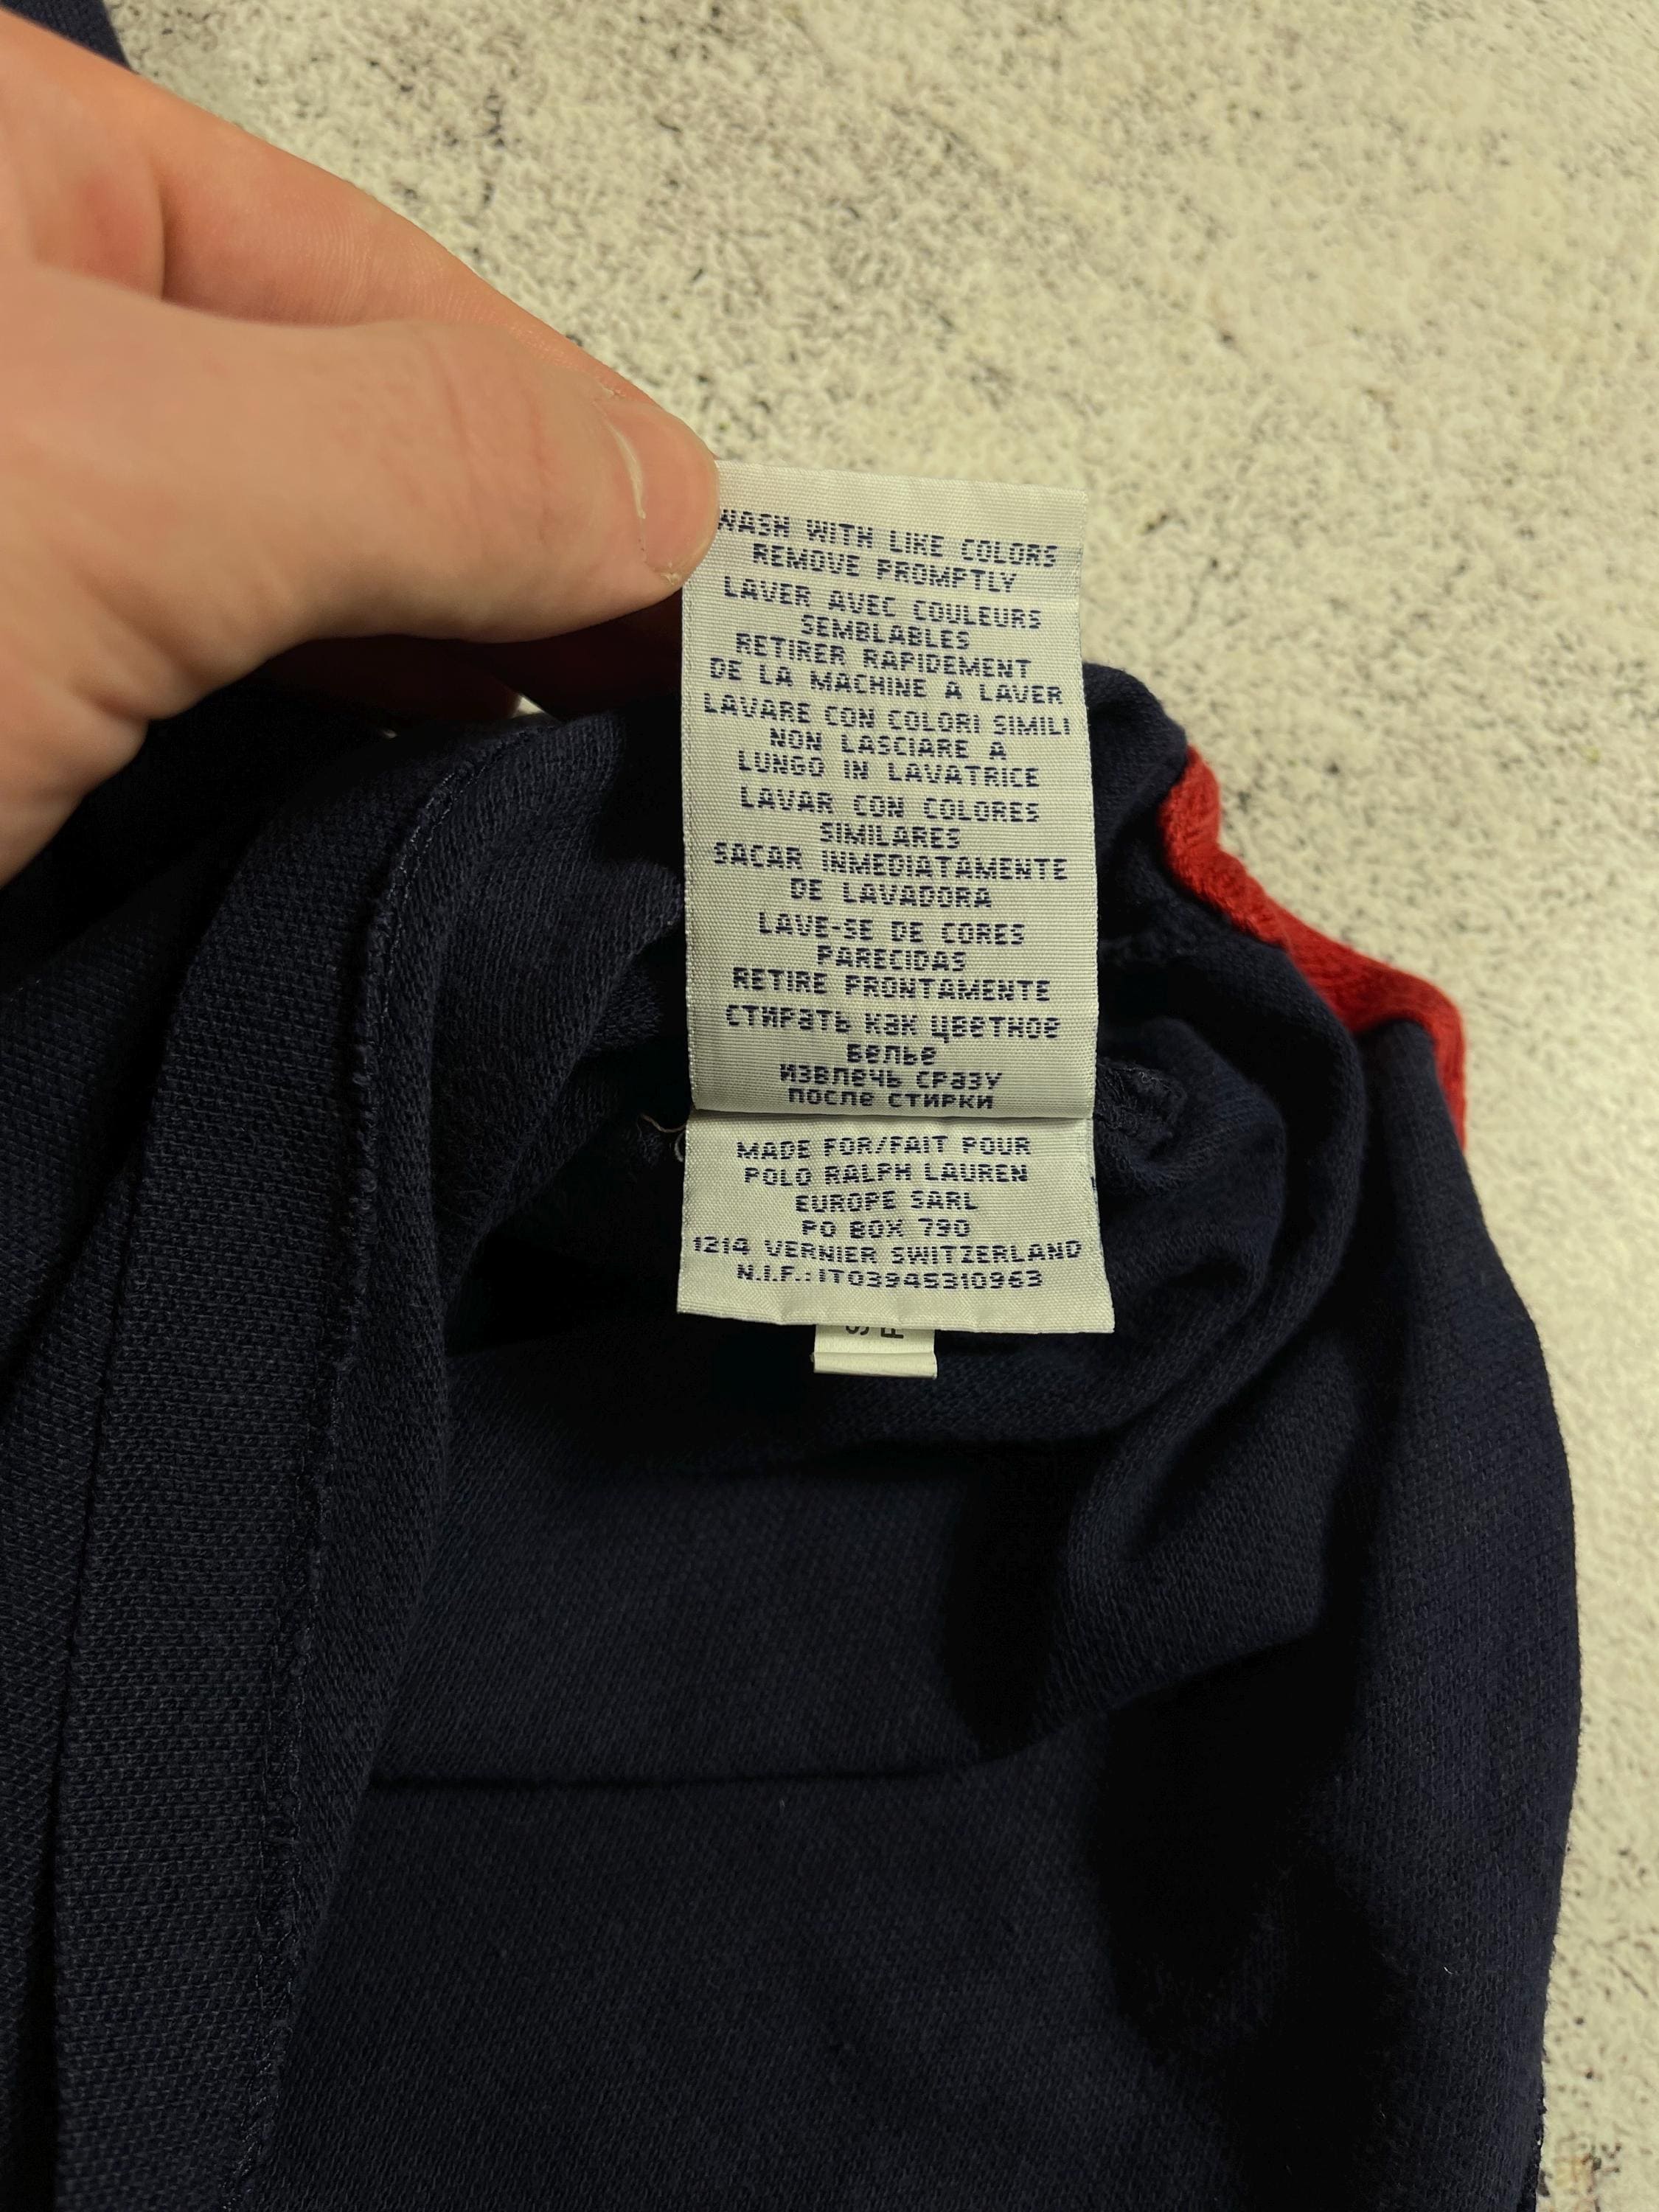 WASH WITH LIKE COLORS
REMOVE PROMPTLY
LAVER AVEC COULEURS
SEMBLABLES
RETIRER RAPIDEMENT
DE LA MACHINE A LAVER
LAVARE CON COLORI SIMILI
NON LASCIARE A
LUNGO IN LAVATRICE
LAVAR CON COLORES
SIMILARES
SACAR INMEDIATAMENTE
DE LAVADORA
LAVE-SE DE CORES
PARECIDAS
RETIRE PRONTAMENTE
СТИРАТЬ КАК ЦВЕТНОЕ
БЕЛЬЕ
ИЗВЛЕЧЬ СРАЗУ
ПОСЛЕ СТИРКИ
MADE FOR/FAIT POUR
POLO RALPH LAUREN
EUROPE SARL
PO BOX 790
1214 VERNIER SWITZERLAND
N.I.F.:IT03945310963